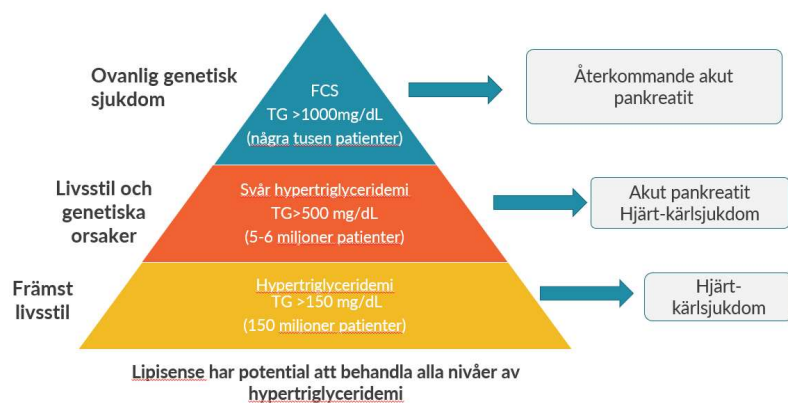 Ovanlig genetisk
sjukdom
FCS
TG >1000mg/dL
(några tusen patienter)
Återkommande akut
pankreatit
Livsstil och
genetiska
orsaker
Svår hypertriglyceridemi
TG>500 mg/dL
(5-6 miljoner patienter)
Akut pankreatit
Hjärt-kärlsjukdom
Främst
livsstil
Hypertriglyceridemi
TG >150 mg/dL
(150 miljoner patienter)
Hjärt-
kärlsjukdom
Lipisense har potential att behandla alla nivåer av
hypertriglyceridemi